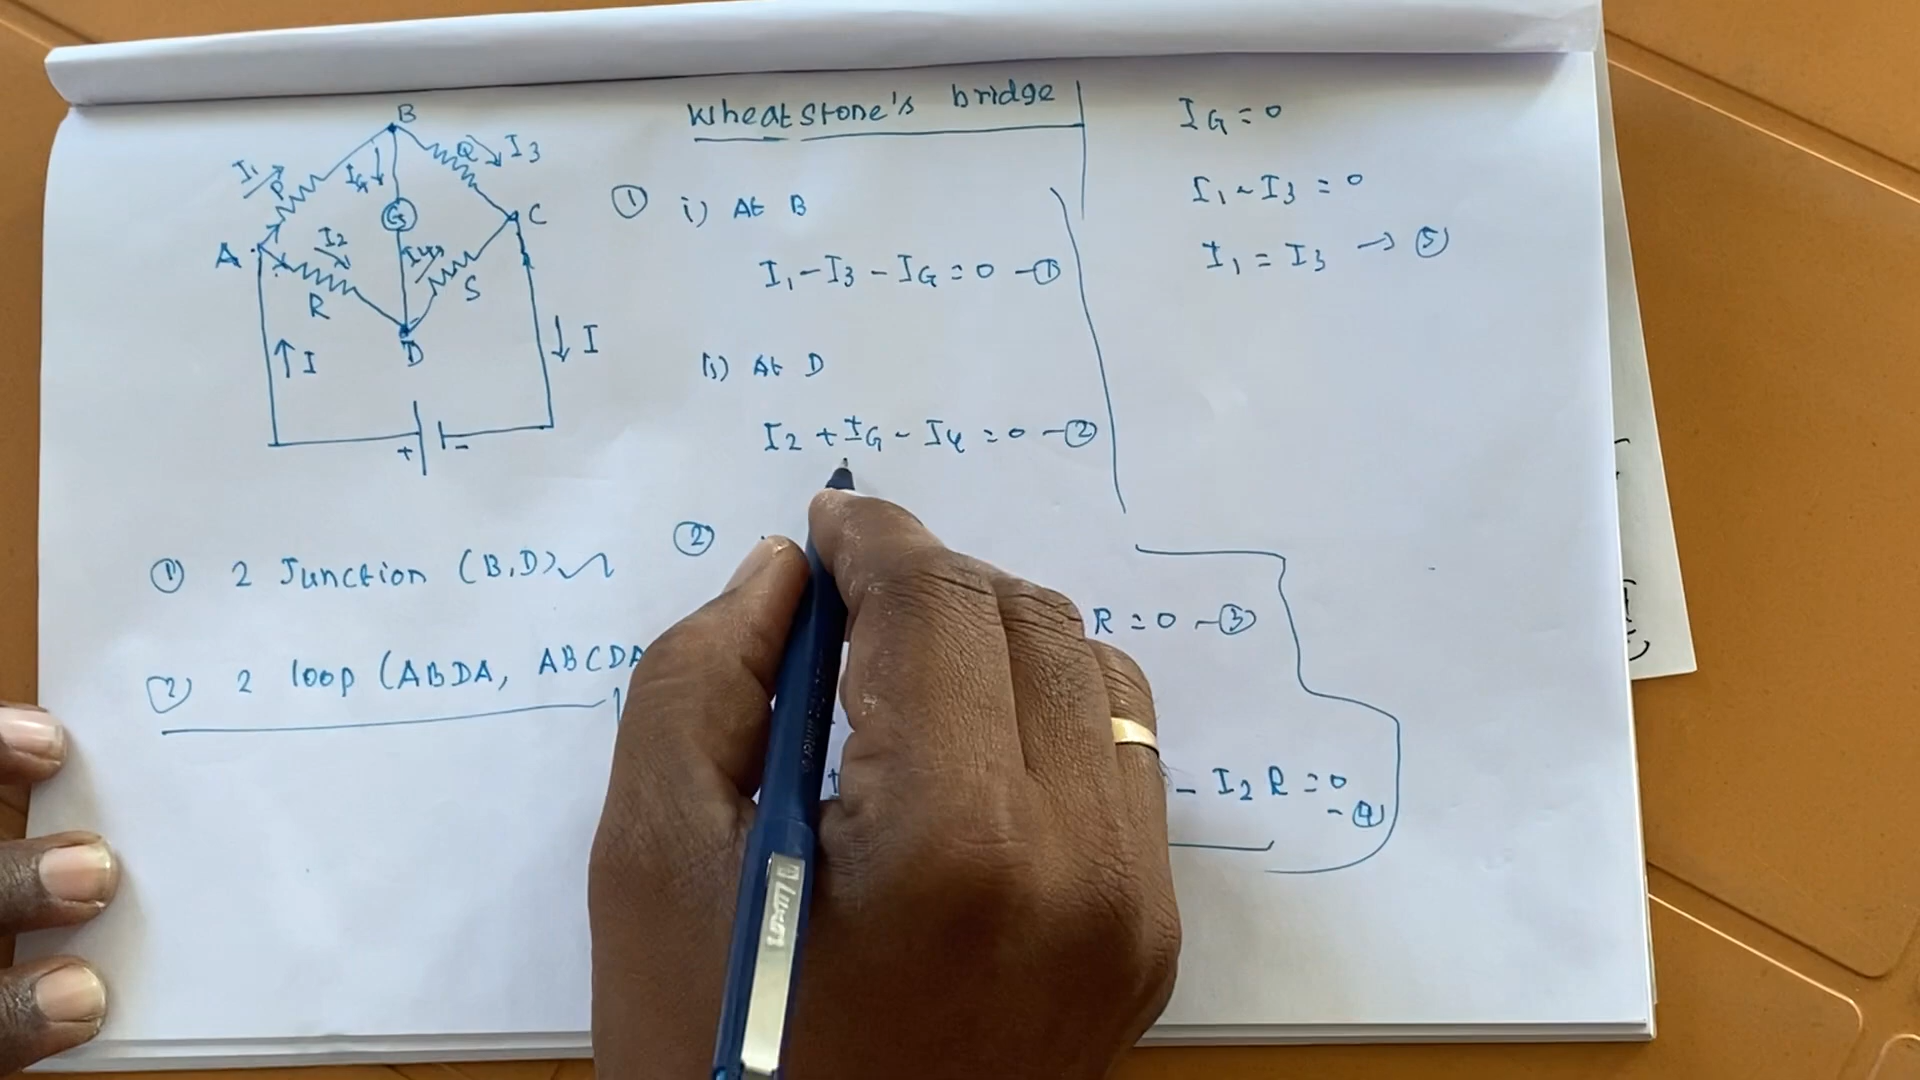 Wheatstone's bridge
B
I1
P
IG
Q
I3
A
G
C
I2
I4
R
S
D
I
I
+
-
① 2 Junction (B,D)
② 2 loop (ABDA, ABCDA
① i) At B
I1 - I3 - IG = 0 - ①
At D
I2 + IG - I4 = 0 - ②
②
R = 0 - ③
- I2 R = 0
- ④
IG = 0
I1 - I3 = 0
I1 = I3 → ⑤